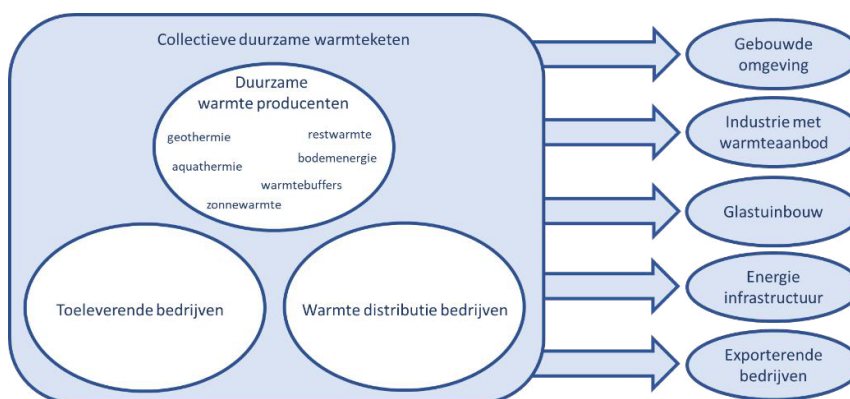 Collectieve duurzame warmteketen
Duurzame
warmte producenten
geothermie
restwarmte
bodemenergie
aquathermie
warmtebuffers
zonnewarmte
Toeleverende bedrijven
Warmte distributie bedrijven
Gebouwde
omgeving
Industrie met
warmteaanbod
Glastuinbouw
Energie
infrastructuur
Exporterende
bedrijven